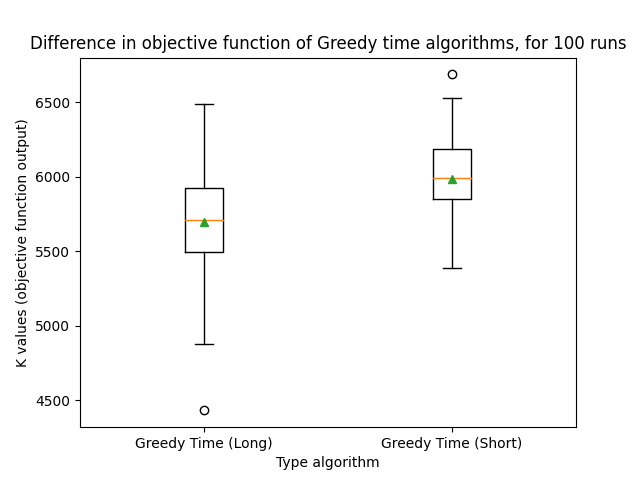 Difference in objective function of Greedy time algorithms, for 100 runs
K values (objective function output)
6500
6000
5500
5000
4500
Greedy Time (Long) Greedy Time (Short)
Type algorithm